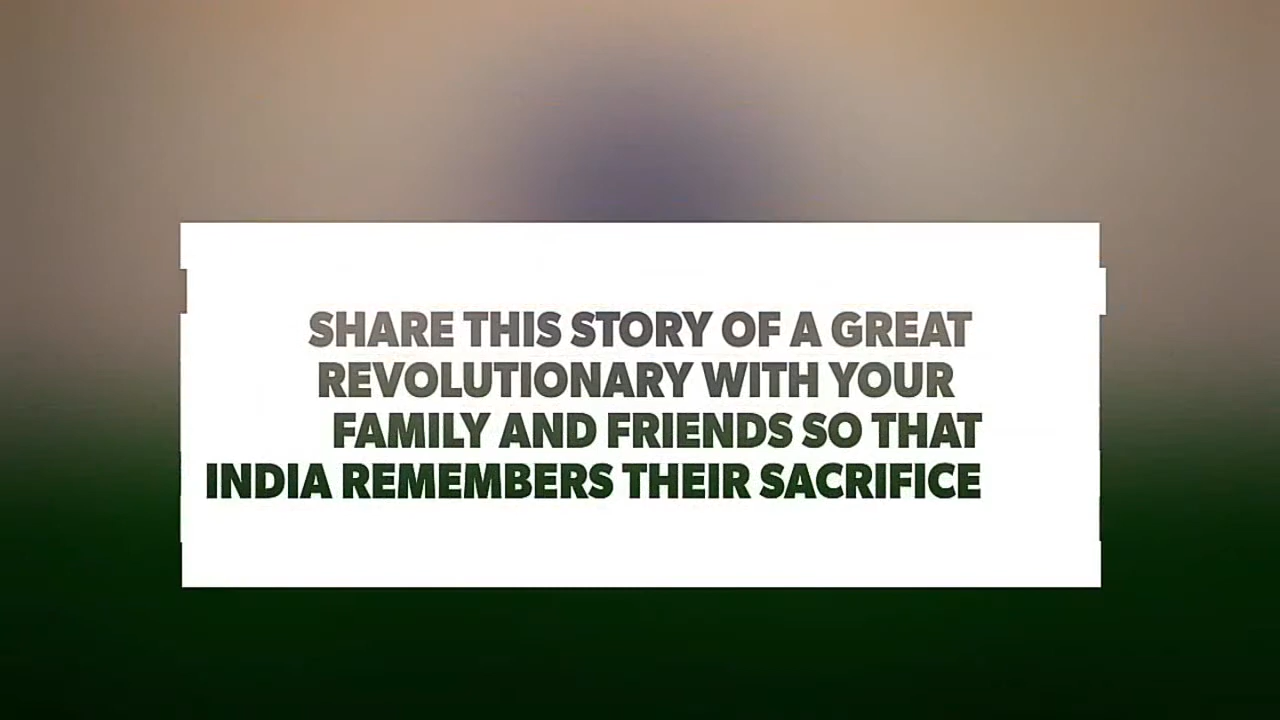 SHARE THIS STORY OF A GREAT
REVOLUTIONARY WITH YOUR
FAMILY AND FRIENDS SO THAT
INDIA REMEMBERS THEIR SACRIFICE